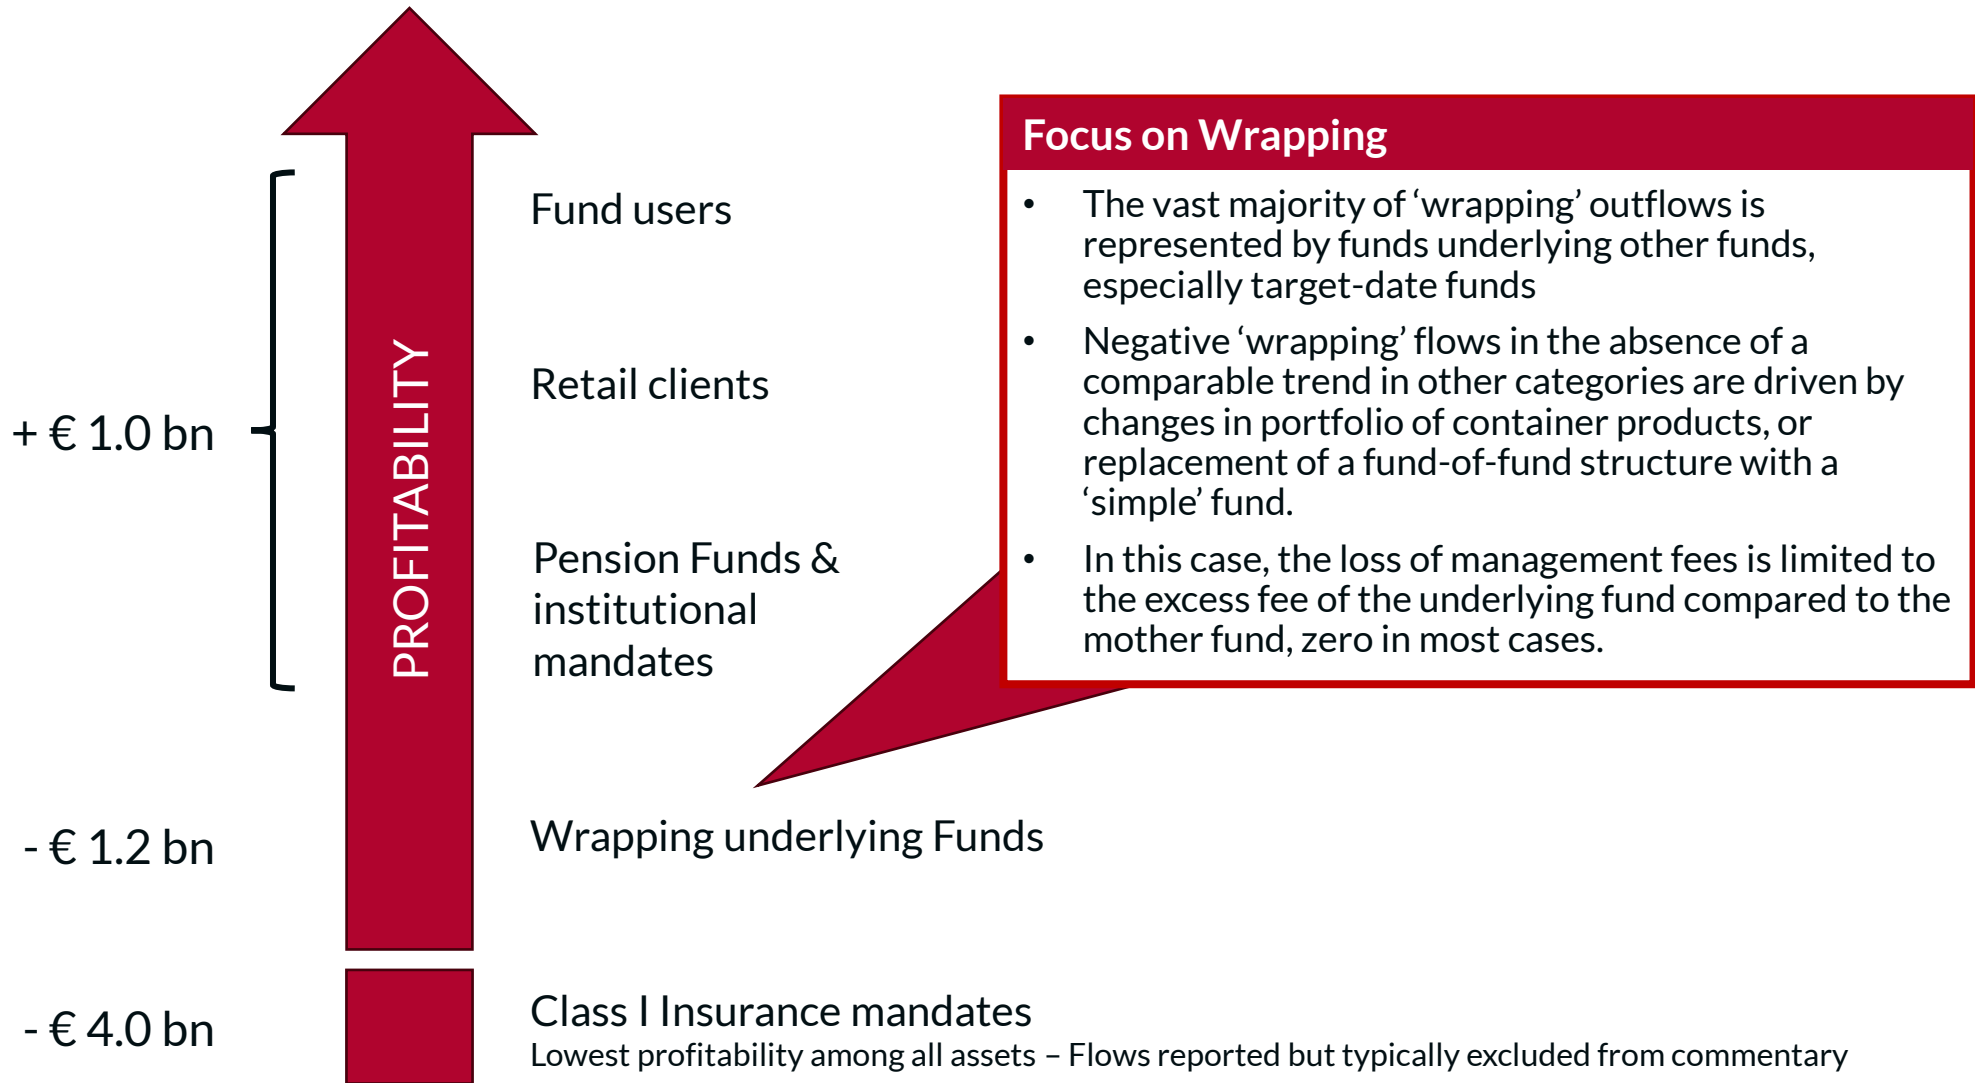 PROFITABILITY
+ € 1.0 bn
Fund users
Retail clients
Pension Funds &
institutional
mandates
- € 1.2 bn
Wrapping underlying Funds
- € 4.0 bn
Class I Insurance mandates
Lowest profitability among all assets – Flows reported but typically excluded from commentary
Focus on Wrapping
• The vast majority of ‘wrapping’ outflows is
represented by funds underlying other funds,
especially target-date funds
• Negative ‘wrapping’ flows in the absence of a
comparable trend in other categories are driven by
changes in portfolio of container products, or
replacement of a fund-of-fund structure with a
‘simple’ fund.
• In this case, the loss of management fees is limited to
the excess fee of the underlying fund compared to the
mother fund, zero in most cases.